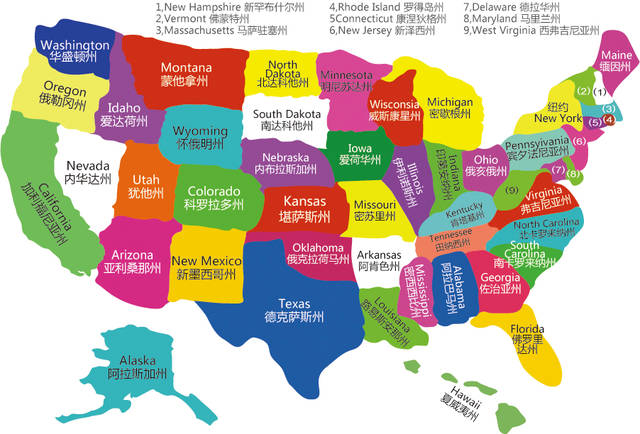 1,New Hampshire 新罕布什尔州
2,Vermont 佛蒙特州
3,Massachusetts 马萨驻塞州
4,Rhode Island 罗得岛州
5Connecticut 康涅狄格州
6,New Jersey 新泽西州
7,Delaware 德拉华州
8,Maryland 马里兰州
9,West Virginia 西弗吉尼亚州
Washington
华盛顿州
Oregon
俄勒冈州
California
加利福尼亚州
Nevada
内华达州
Idaho
爱达荷州
Montana
蒙他拿州
Wyoming
怀俄明州
Utah
犹他州
Colorado
科罗拉多州
Arizona
亚利桑那州
New Mexico
新墨西哥州
North
Dakota
北达科他州
South Dakota
南达科他州
Nebraska
内布拉斯加州
Kansas
堪萨斯州
Oklahoma
俄克拉荷马州
Texas
德克萨斯州
Minnesota
明尼苏达州
Iowa
爱荷华州
Missouri
密苏里州
Arkansas
阿肯色州
Louisiana
路易斯安那州
Wisconsin
威斯康星州
Illinois
伊利诺斯州
Michigan
密歇根州
Indiana
印第安纳州
Ohio
俄亥俄州
Kentucky
肯塔基州
Tennessee
田纳西州
Mississippi
密西西比州
Alabama
阿拉巴马州
Georgia
佐治亚州
Florida
佛罗里
达州
South
Carolina
南卡罗来纳州
North Carolina
北卡罗来纳州
Virginia
弗吉尼亚州
(9)
Pennsyivania
宾夕法尼亚州
纽约
New York
Maine
缅因州
(2)
(1)
(3)
(5)
(4)
(6)
(7)
(8)
Alaska
阿拉斯加州
Hawaii
夏威夷州